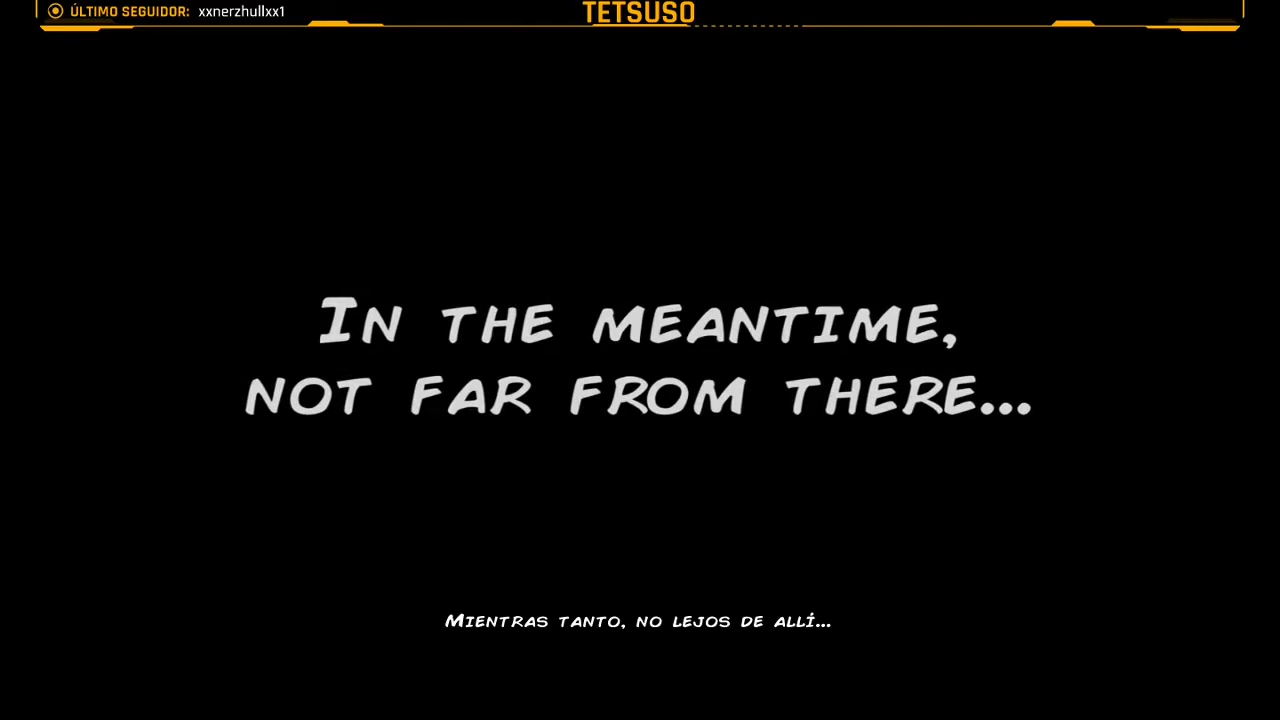 ÚLTIMO SEGUIDOR: xxnerzhullxx1
TETSUSO
IN THE MEANTIME,
NOT FAR FROM THERE...
MIENTRAS TANTO, NO LEJOS DE ALLÍ...